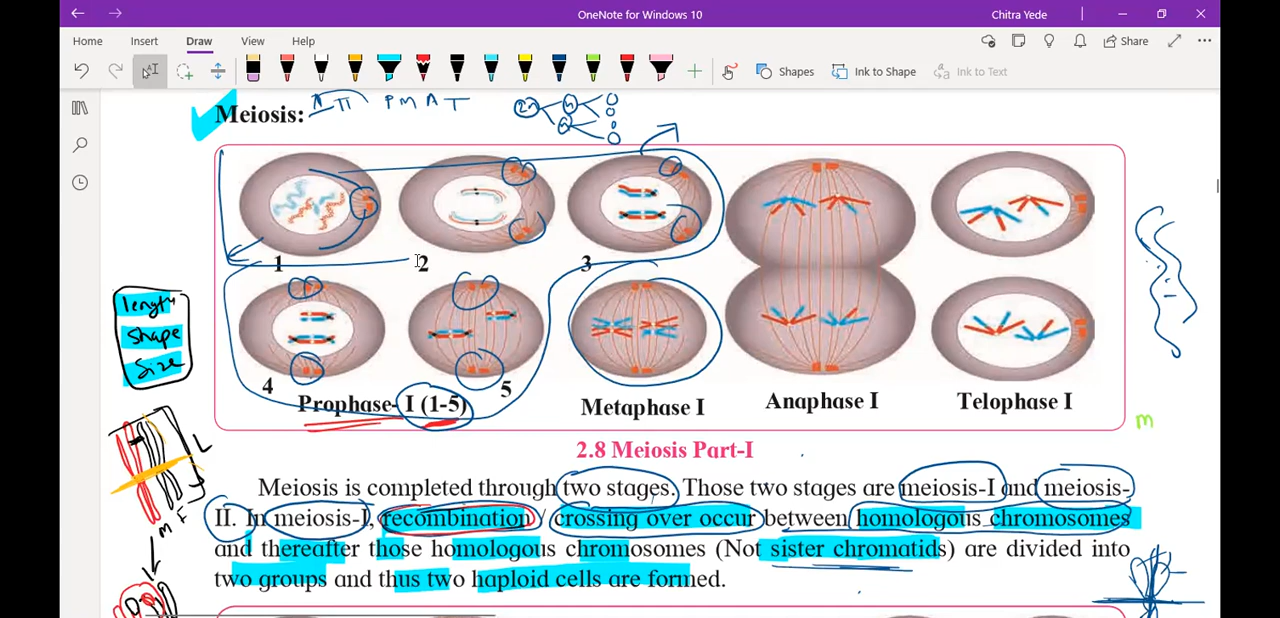 OneNote for Windows 10
Chitra Yede
Home Insert Draw View Help
Share
Shapes Ink to Shape Ink to Text
Meiosis: I II P M A T
2n n n
1 2 3
length
shape
Size
4 5
Prophase- I (1-5) Metaphase I Anaphase I Telophase I
m
2.8 Meiosis Part-I
Meiosis is completed through two stages. Those two stages are meiosis-I and meiosis-
II. In meiosis-I, recombination / crossing over occur between homologous chromosomes
and thereafter those homologous chromosomes (Not sister chromatids) are divided into
two groups and thus two haploid cells are formed.